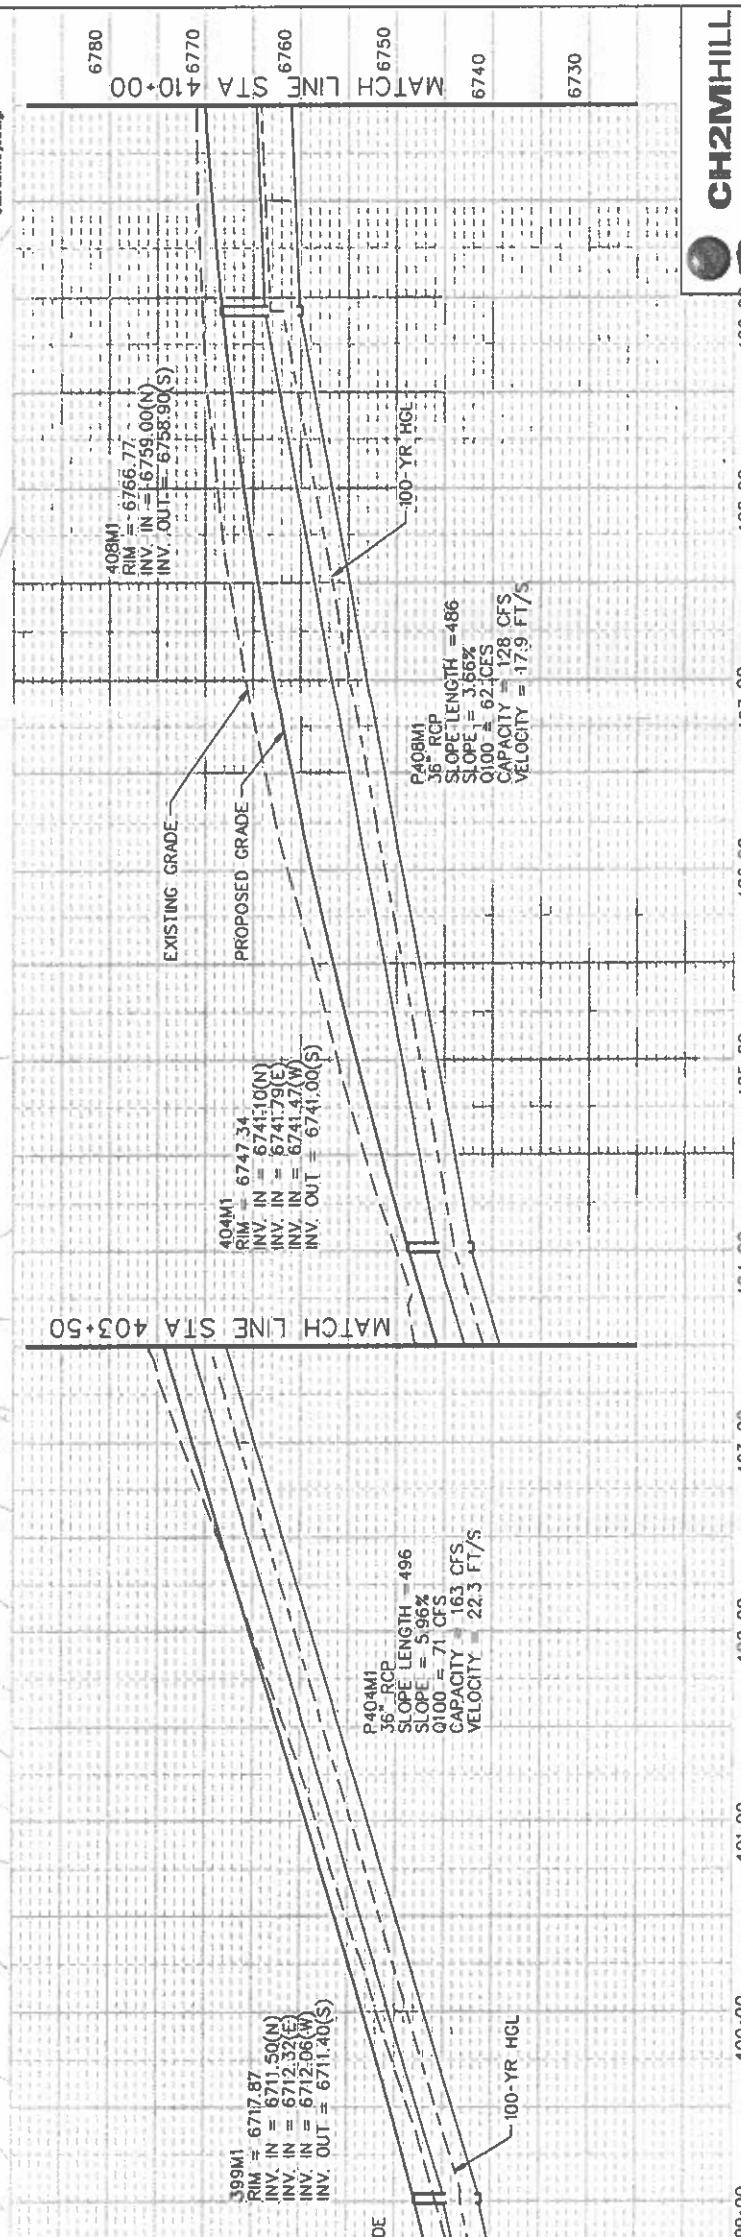 6780
6770
6760
6750
6740
6730
MATCH LINE STA 410+00
CH2MHILL
408M1
RIM = 6766.77
INV. IN = 6759.00(N)
INV. OUT = 6758.90(S)
100-YR HGL
EXISTING GRADE
PROPOSED GRADE
P408M1
36" RCP
SLOPE LENGTH =486
SLOPE = 3.66%
Q100 = 62 CFS
CAPACITY = 128 CFS
VELOCITY = 17.9 FT/S
404M1
RIM = 6747.34
INV. IN = 6741.10(N)
INV. IN = 6741.79(E)
INV. IN = 6741.47(W)
INV. OUT = 6741.00(S)
MATCH LINE STA 403+50
P404M1
36" RCP
SLOPE LENGTH =496
SLOPE = 5.96%
Q100 = 71 CFS
CAPACITY = 163 CFS
VELOCITY = 22.3 FT/S
399M1
RIM = 6717.87
INV. IN = 6711.50(N)
INV. IN = 6712.32(E)
INV. IN = 6712.06(W)
INV. OUT = 6711.40(S)
100-YR HGL
DE